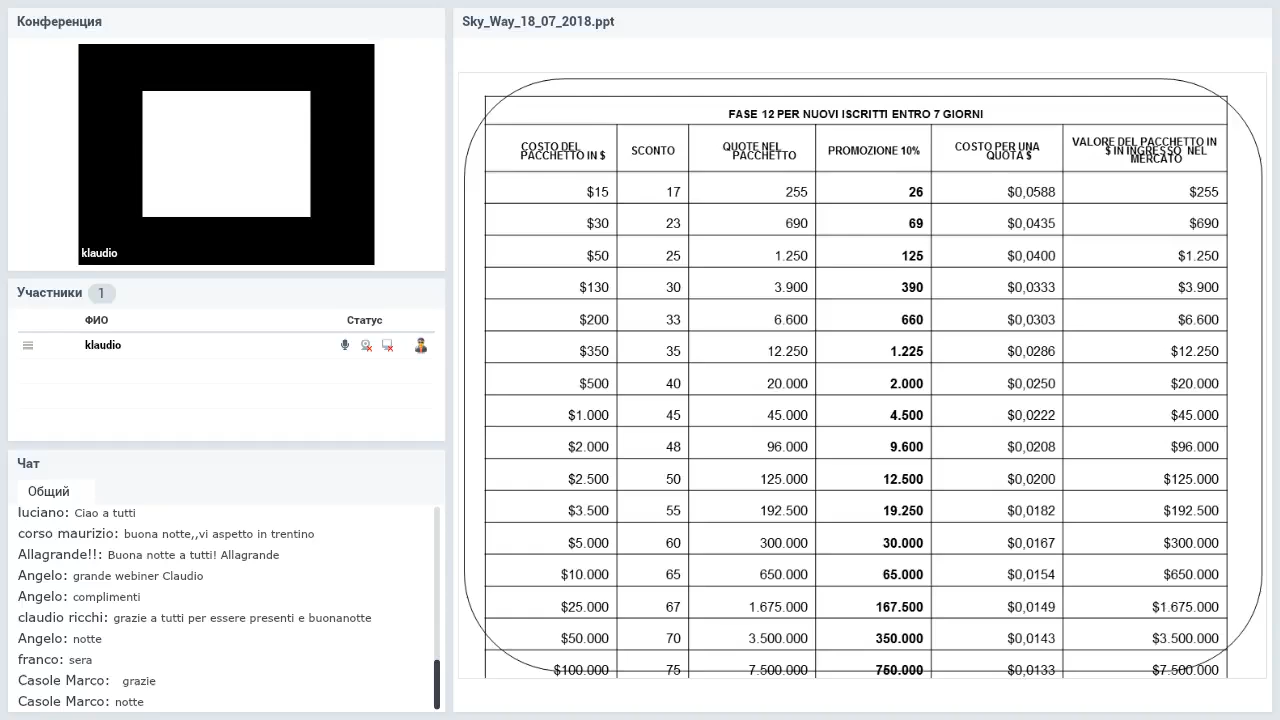 Конференция
klaudio
Участники 1
ФИО Статус
klaudio
Чат
Общий
luciano: Ciao a tutti
corso maurizio: buona notte,,vi aspetto in trentino
Allagrande!!: Buona notte a tutti! Allagrande
Angelo: grande webiner Claudio
Angelo: complimenti
claudio ricchi: grazie a tutti per essere presenti e buonanotte
Angelo: notte
franco: sera
Casole Marco: grazie
Casole Marco: notte
Sky_Way_18_07_2018.ppt
FASE 12 PER NUOVI ISCRITTI ENTRO 7 GIORNI
COSTO DEL PACCHETTO IN $ SCONTO QUOTE NEL PACCHETTO PROMOZIONE 10% COSTO PER UNA QUOTA $ VALORE DEL PACCHETTO IN $ IN INGRESSO NEL MERCATO
$15 17 255 26 $0,0588 $255
$30 23 690 69 $0,0435 $690
$50 25 1.250 125 $0,0400 $1.250
$130 30 3.900 390 $0,0333 $3.900
$200 33 6.600 660 $0,0303 $6.600
$350 35 12.250 1.225 $0,0286 $12.250
$500 40 20.000 2.000 $0,0250 $20.000
$1.000 45 45.000 4.500 $0,0222 $45.000
$2.000 48 96.000 9.600 $0,0208 $96.000
$2.500 50 125.000 12.500 $0,0200 $125.000
$3.500 55 192.500 19.250 $0,0182 $192.500
$5.000 60 300.000 30.000 $0,0167 $300.000
$10.000 65 650.000 65.000 $0,0154 $650.000
$25.000 67 1.675.000 167.500 $0,0149 $1.675.000
$50.000 70 3.500.000 350.000 $0,0143 $3.500.000
$100.000 75 7.500.000 750.000 $0,0133 $7.500.000